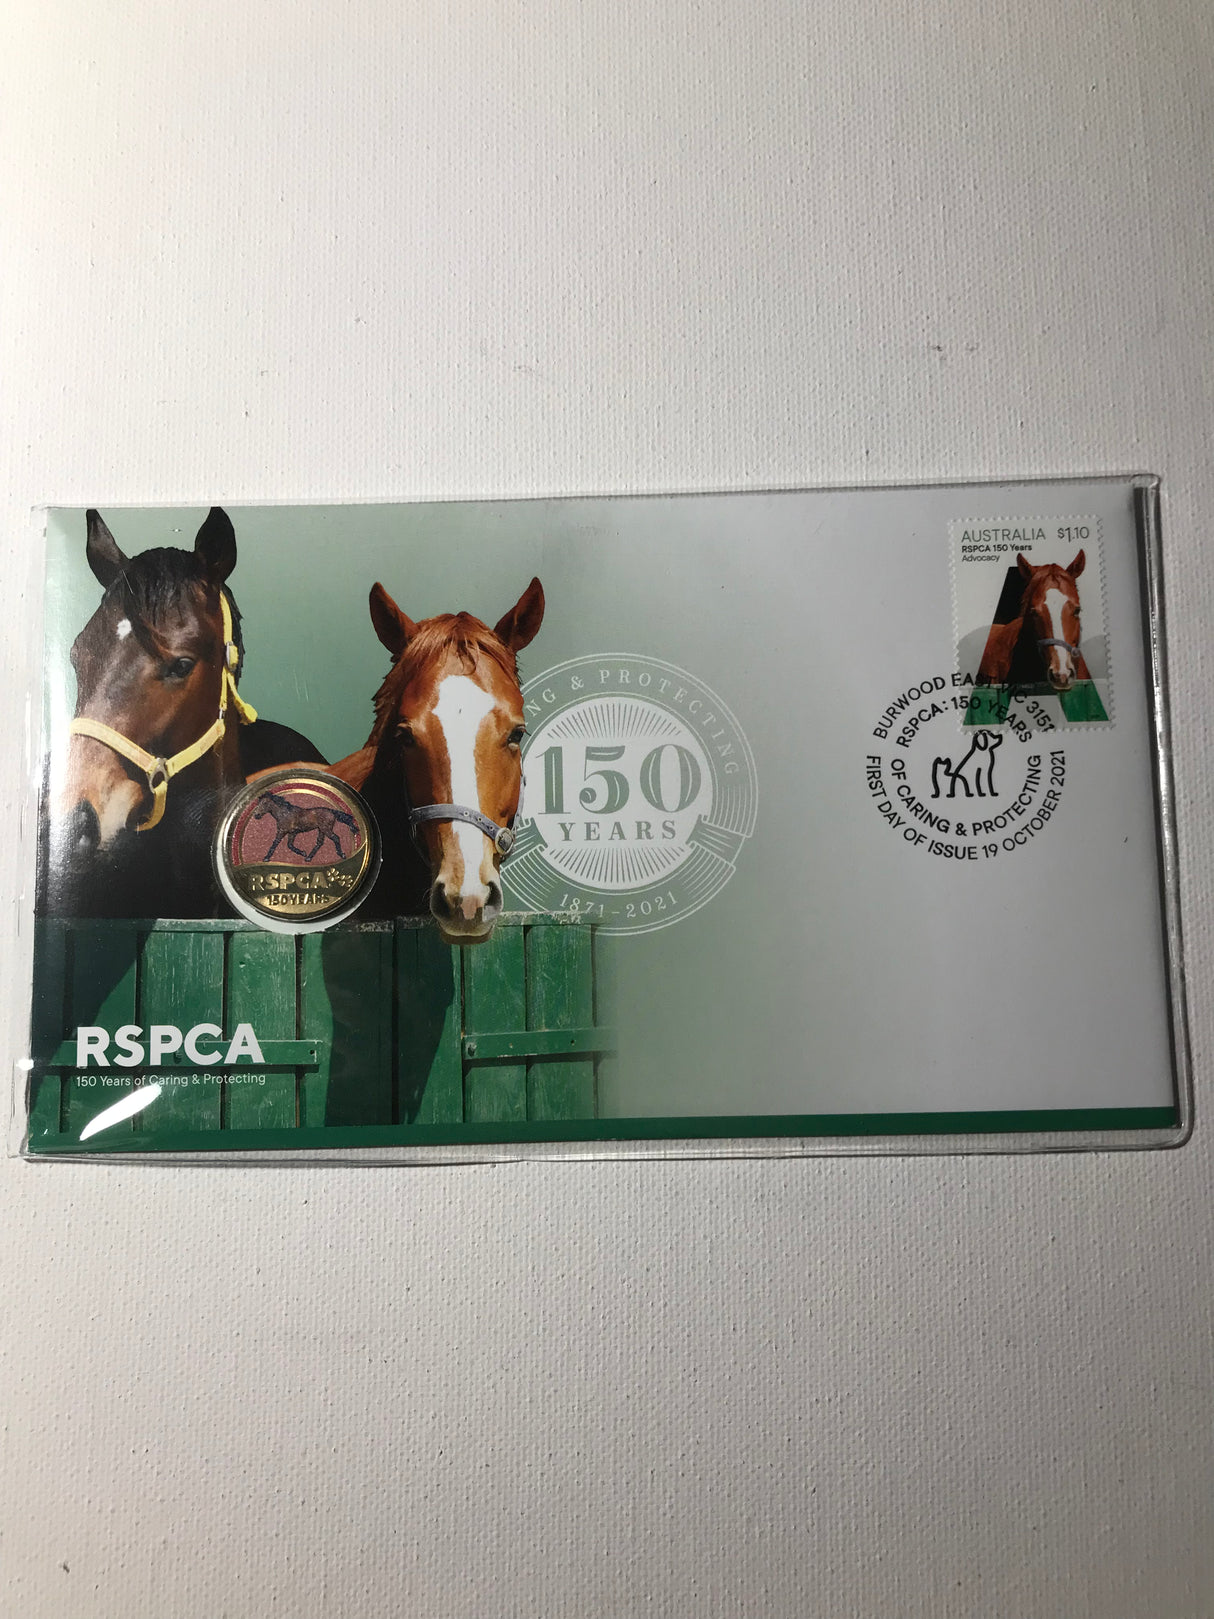 AUSTRALIA $1.10
RSPCA 150 Years
Advocacy
BURWOOD EAST VIC 3151
RSPCA: 150 YEARS
OF CARING & PROTECTING
FIRST DAY OF ISSUE 19 OCTOBER 2021
& PROTECTING
150
YEARS
1871-2021
RSPCA
150 YEARS
RSPCA
150 Years of Caring & Protecting